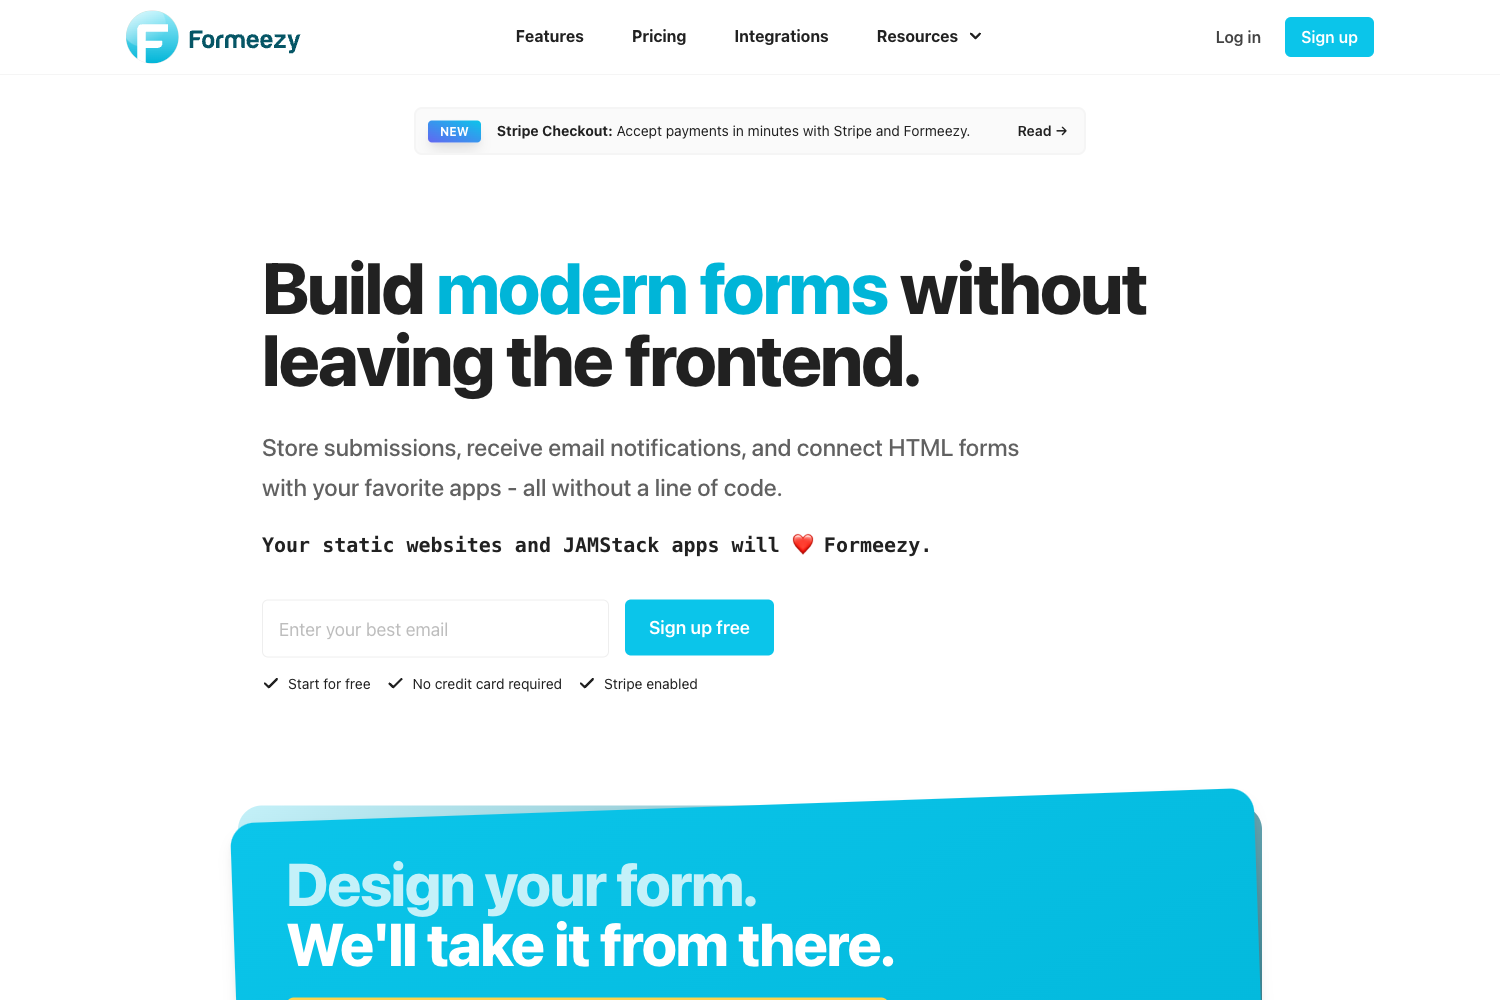 Formeezy
Features
Pricing
Integrations
Resources
Log in
Sign up
NEW
Stripe Checkout: Accept payments in minutes with Stripe and Formeezy.
Read →
Build modern forms without
leaving the frontend.
Store submissions, receive email notifications, and connect HTML forms
with your favorite apps - all without a line of code.
Your static websites and JAMStack apps will ❤️ Formeezy.
Enter your best email
Sign up free
Start for free
No credit card required
Stripe enabled
Design your form.
We'll take it from there.